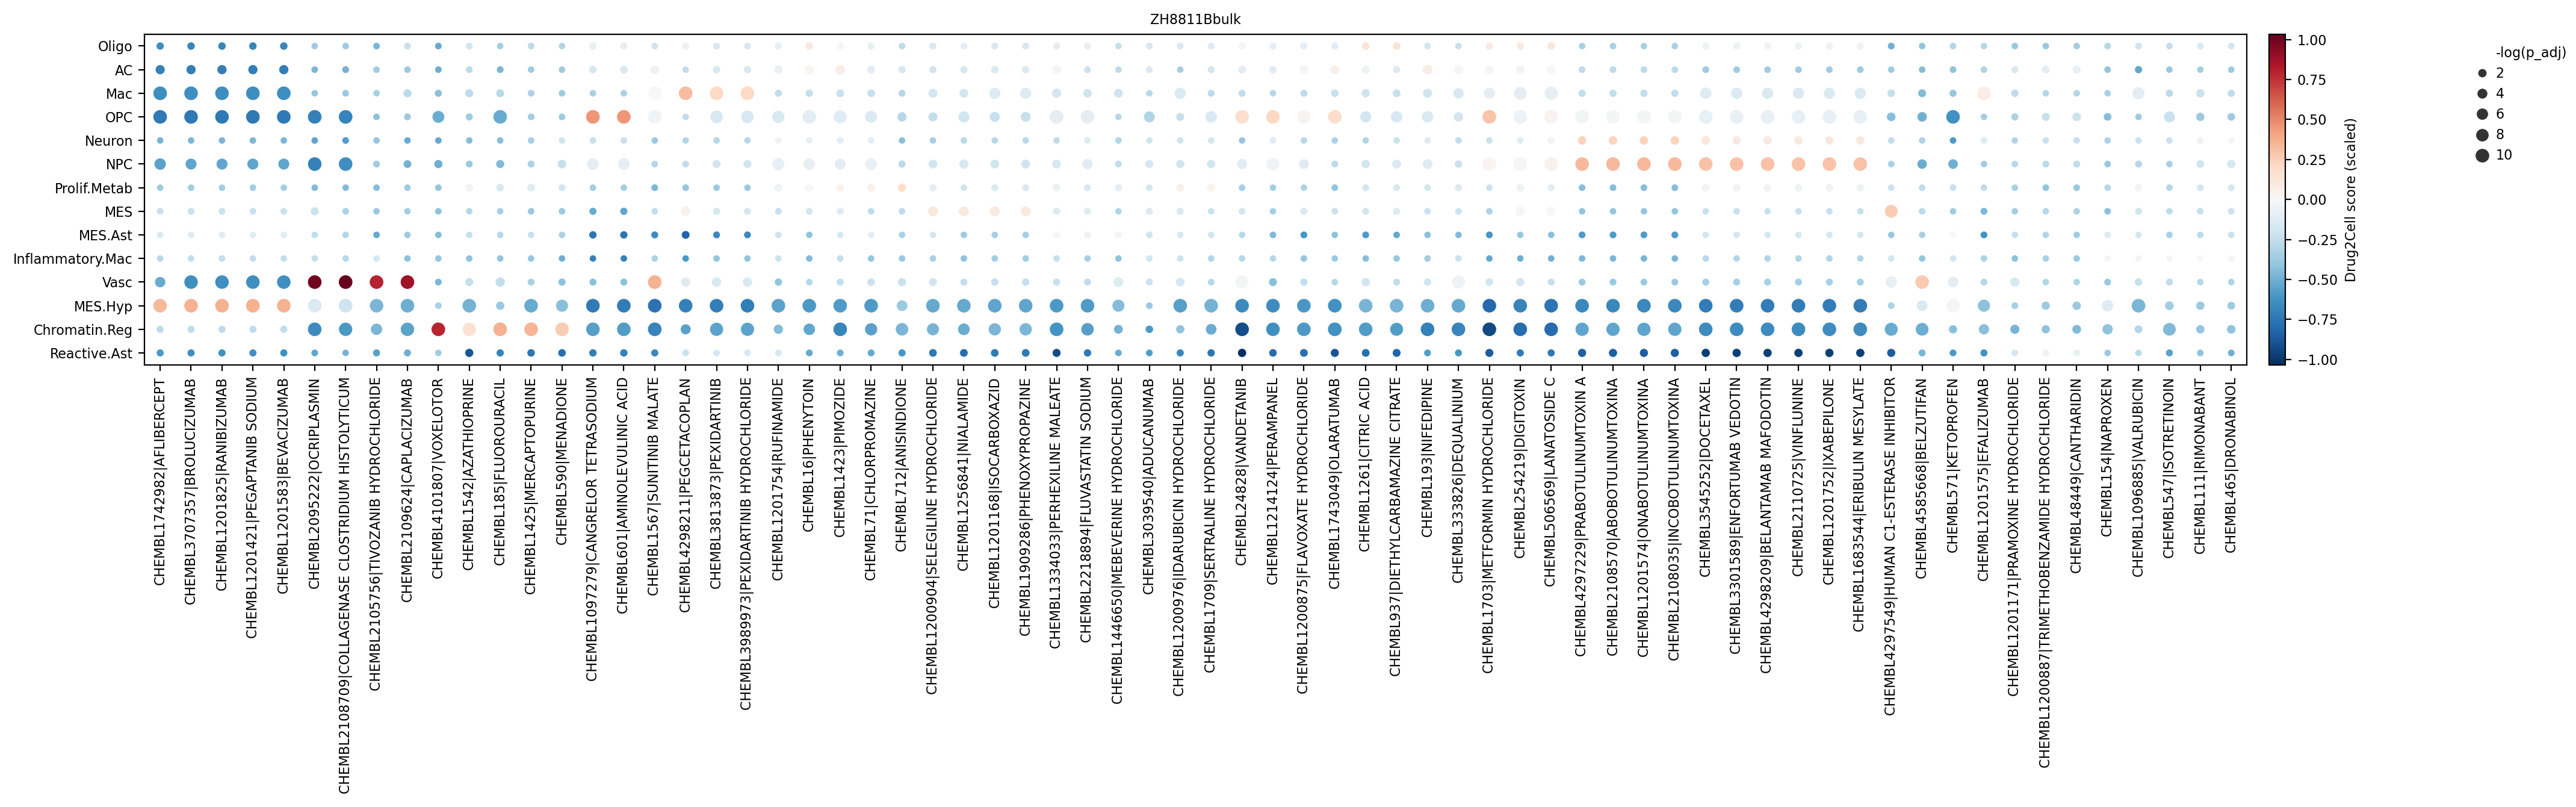 ZH8811Bbulk
Oligo
AC
Mac
OPC
Neuron
NPC
Prolif.Metab
MES
MES.Ast
Inflammatory.Mac
Vasc
MES.Hyp
Chromatin.Reg
Reactive.Ast
CHEMBL1742982|AFLIBERCEPT
CHEMBL3707357|BROLUCIZUMAB
CHEMBL1201825|RANIBIZUMAB
CHEMBL1201421|PEGAPTANIB SODIUM
CHEMBL1201583|BEVACIZUMAB
CHEMBL2095222|OCRIPLASMIN
CHEMBL2108709|COLLAGENASE CLOSTRIDIUM HISTOLYTICUM
CHEMBL2105756|TIVOZANIB HYDROCHLORIDE
CHEMBL2109624|CAPLACIZUMAB
CHEMBL4101807|VOXELOTOR
CHEMBL1542|AZATHIOPRINE
CHEMBL185|FLUOROURACIL
CHEMBL1425|MERCAPTOPURINE
CHEMBL590|MENADIONE
CHEMBL1097279|CANGRELOR TETRASODIUM
CHEMBL601|AMINOLEVULINIC ACID
CHEMBL1567|SUNITINIB MALATE
CHEMBL4298211|PEGCETACOPLAN
CHEMBL3813873|PEXIDARTINIB
CHEMBL3989973|PEXIDARTINIB HYDROCHLORIDE
CHEMBL1201754|RUFINAMIDE
CHEMBL16|PHENYTOIN
CHEMBL1423|PIMOZIDE
CHEMBL71|CHLORPROMAZINE
CHEMBL712|ANISINDIONE
CHEMBL1200904|SELEGILINE HYDROCHLORIDE
CHEMBL1256841|NIALAMIDE
CHEMBL1201168|ISOCARBOXAZID
CHEMBL1909286|PHENOXYPROPAZINE
CHEMBL1334033|PERHEXILINE MALEATE
CHEMBL2218894|FLUVASTATIN SODIUM
CHEMBL1446650|MEBEVERINE HYDROCHLORIDE
CHEMBL3039540|ADUCANUMAB
CHEMBL1200976|IDARUBICIN HYDROCHLORIDE
CHEMBL1709|SERTRALINE HYDROCHLORIDE
CHEMBL24828|VANDETANIB
CHEMBL1214124|PERAMPANEL
CHEMBL1200875|FLAVOXATE HYDROCHLORIDE
CHEMBL1743049|OLARATUMAB
CHEMBL1261|CITRIC ACID
CHEMBL937|DIETHYLCARBAMAZINE CITRATE
CHEMBL193|NIFEDIPINE
CHEMBL333826|DEQUALINIUM
CHEMBL1703|METFORMIN HYDROCHLORIDE
CHEMBL254219|DIGITOXIN
CHEMBL506569|LANATOSIDE C
CHEMBL4297229|PRABOTULINUMTOXIN A
CHEMBL2108570|ABOBOTULINUMTOXINA
CHEMBL1201574|ONABOTULINUMTOXINA
CHEMBL2108035|INCOBOTULINUMTOXINA
CHEMBL3545252|DOCETAXEL
CHEMBL3301589|ENFORTUMAB VEDOTIN
CHEMBL4298209|BELANTAMAB MAFODOTIN
CHEMBL2110725|VINFLUNINE
CHEMBL1201752|IXABEPILONE
CHEMBL1683544|ERIBULIN MESYLATE
CHEMBL4297549|HUMAN C1-ESTERASE INHIBITOR
CHEMBL4585668|BELZUTIFAN
CHEMBL571|KETOPROFEN
CHEMBL1201575|EFALIZUMAB
CHEMBL1201171|PRAMOXINE HYDROCHLORIDE
CHEMBL1200887|TRIMETHOBENZAMIDE HYDROCHLORIDE
CHEMBL48449|CANTHARIDIN
CHEMBL154|NAPROXEN
CHEMBL1096885|VALRUBICIN
CHEMBL547|ISOTRETINOIN
CHEMBL111|RIMONABANT
CHEMBL465|DRONABINOL
1.00
0.75
0.50
0.25
0.00
−0.25
−0.50
−0.75
−1.00
Drug2Cell score (scaled)
-log(p_adj)
2
4
6
8
10